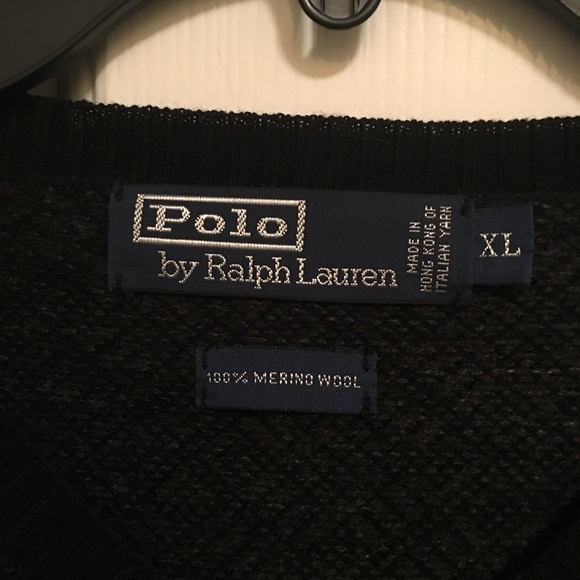 Polo
by Ralph Lauren
MADE IN
HONG KONG OF
ITALIAN YARN
XL
100% MERINO WOOL